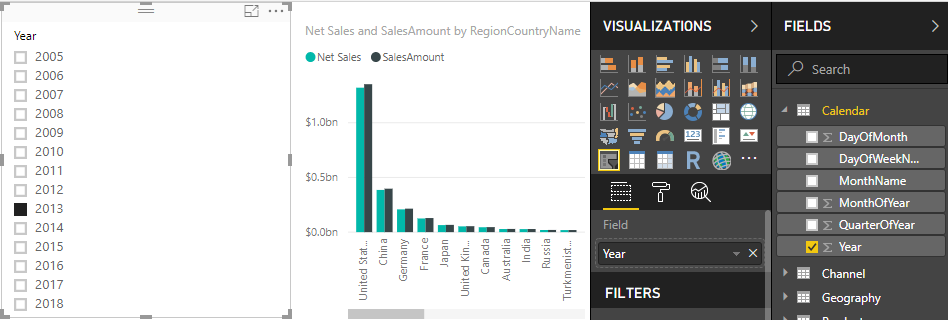 Year
2005
2006
2007
2008
2009
2010
2011
2012
2013
2014
2015
2016
2017
2018
Net Sales and SalesAmount by RegionCountryName
Net Sales SalesAmount
$1.0bn
$0.5bn
$0.0bn
United Stat...
China
Germany
France
Japan
United Kin...
Canada
Australia
India
Russia
Turkmenist...
VISUALIZATIONS
123
R
Field
Year
FILTERS
FIELDS
Search
Calendar
DayOfMonth
DayOfWeekN...
MonthName
MonthOfYear
QuarterOfYear
Year
Channel
Geography